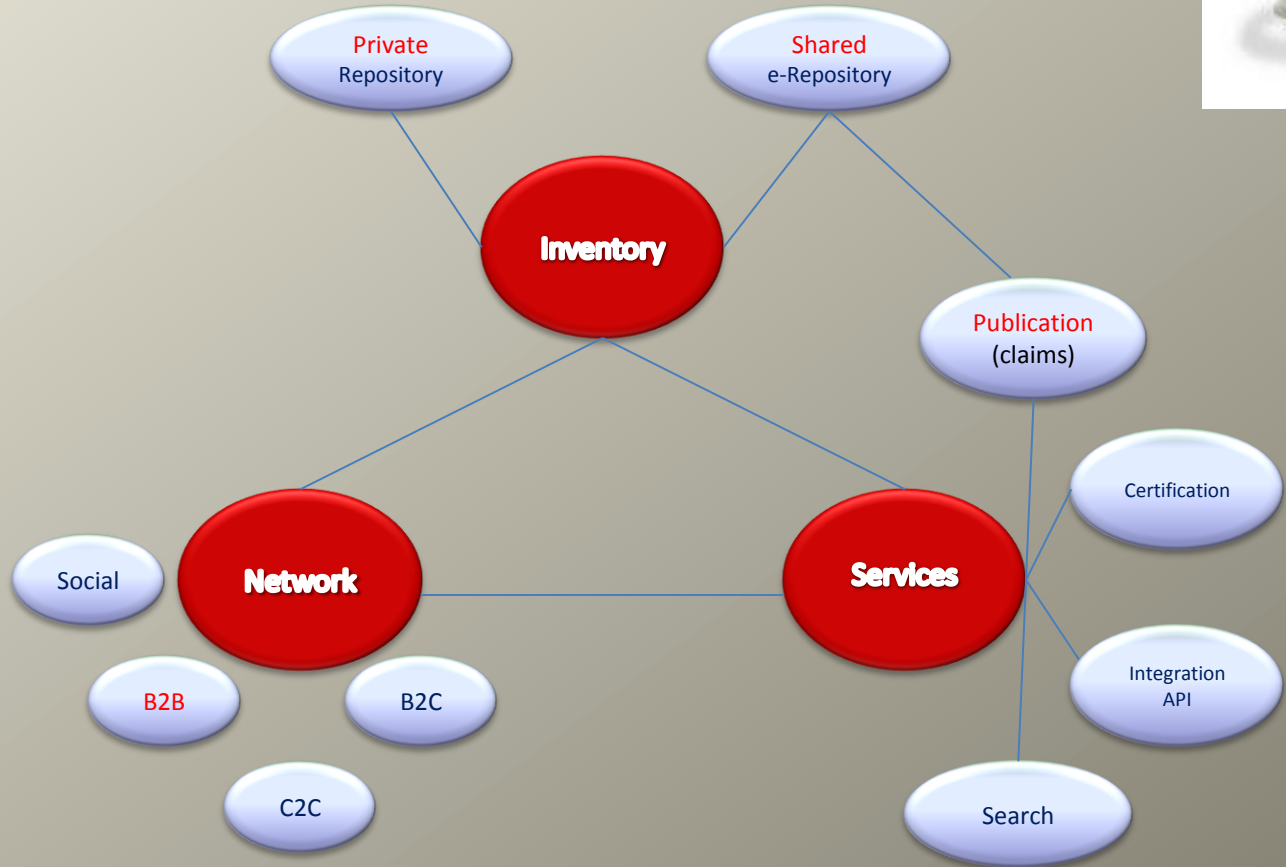 Private
Repository
Shared
e-Repository
Inventory
Publication
(claims)
Certification
Social
Network
Services
B2B
B2C
Integration
API
C2C
Search